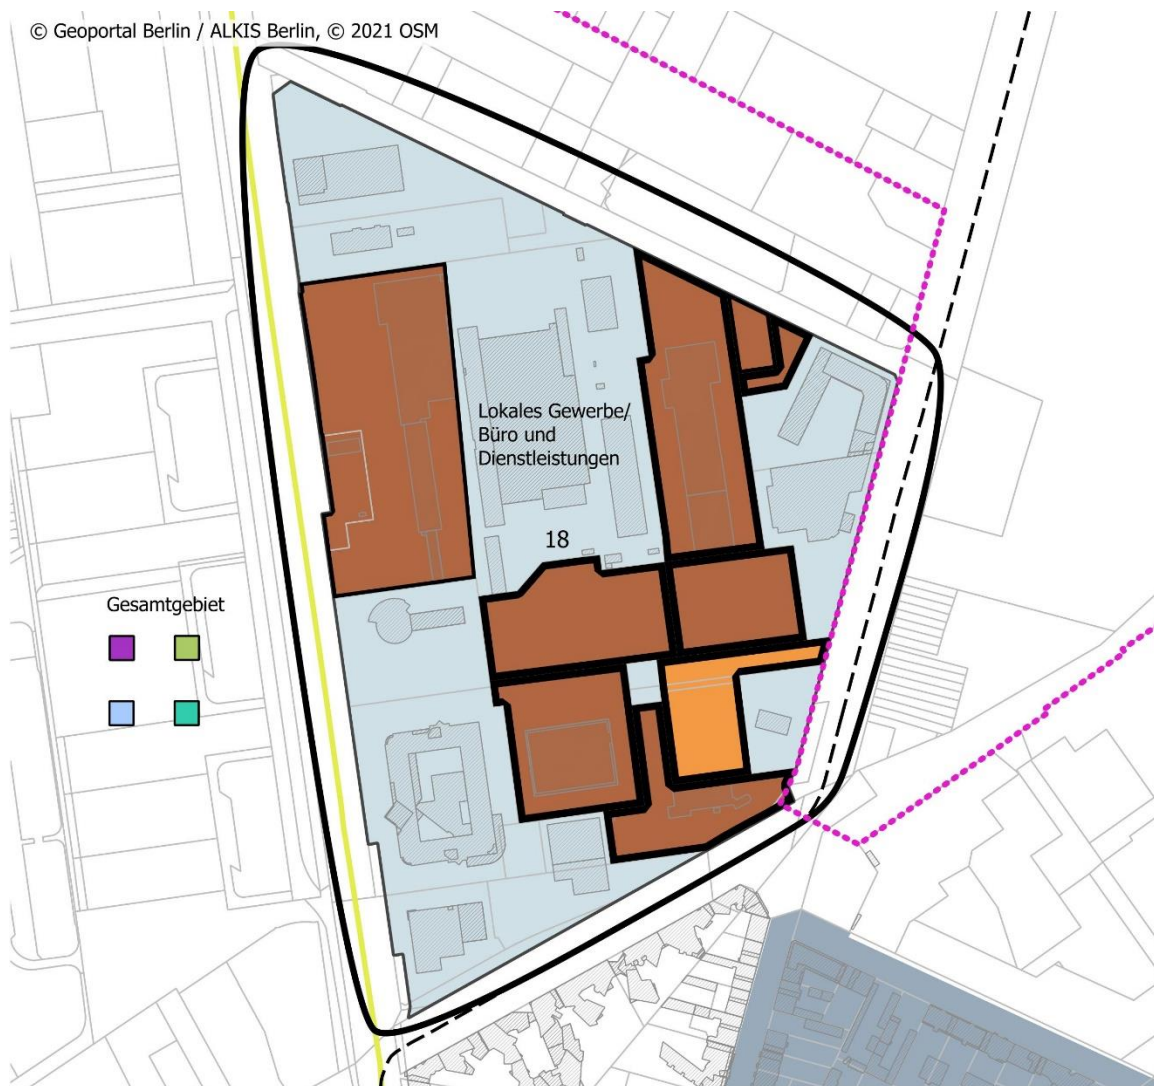 © Geoportal Berlin / ALKIS Berlin, © 2021 OSM
Lokales Gewerbe/
Büro und
Dienstleistungen
18
Gesamtgebiet